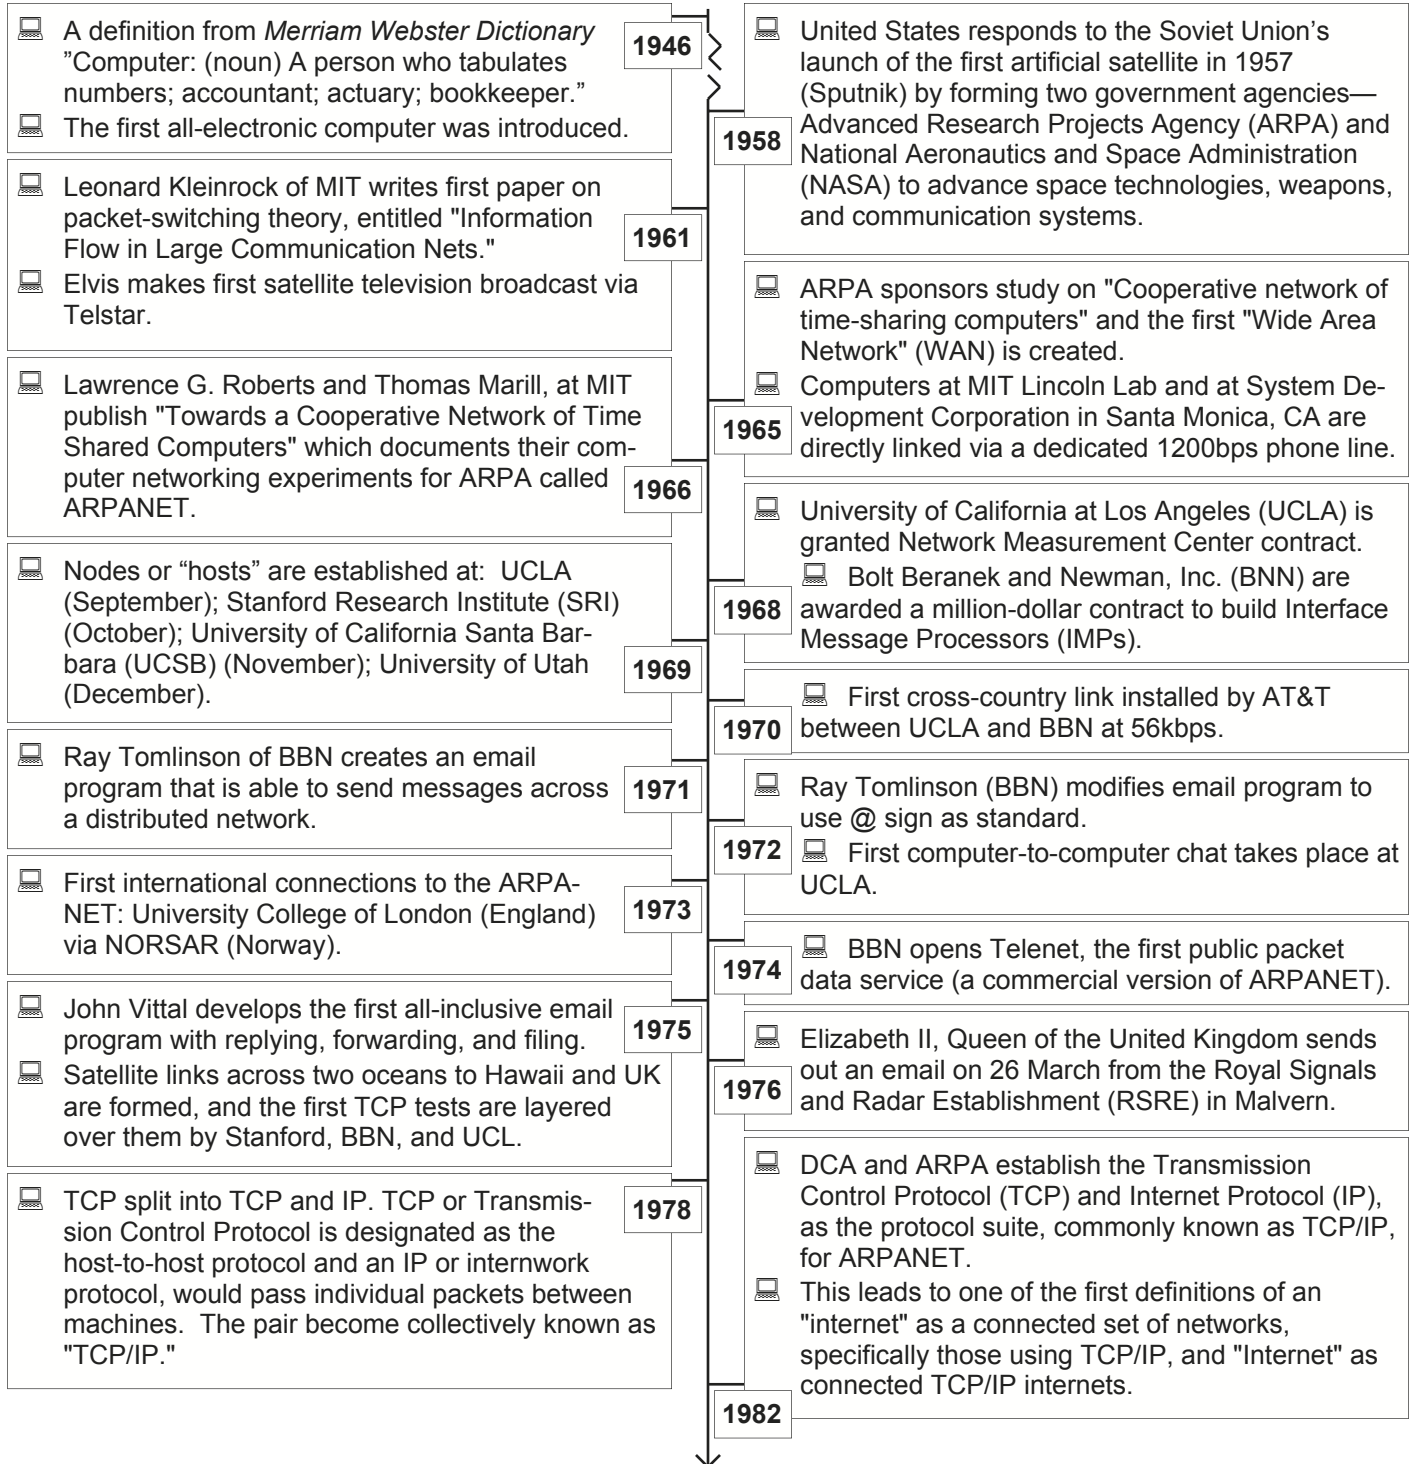 A definition from Merriam Webster Dictionary
”Computer: (noun) A person who tabulates
numbers; accountant; actuary; bookkeeper.”
The first all-electronic computer was introduced.
1946
United States responds to the Soviet Union’s
launch of the first artificial satellite in 1957
(Sputnik) by forming two government agencies—
Advanced Research Projects Agency (ARPA) and
National Aeronautics and Space Administration
(NASA) to advance space technologies, weapons,
and communication systems.
1958
Leonard Kleinrock of MIT writes first paper on
packet-switching theory, entitled "Information
Flow in Large Communication Nets."
Elvis makes first satellite television broadcast via
Telstar.
1961
ARPA sponsors study on "Cooperative network of
time-sharing computers" and the first "Wide Area
Network" (WAN) is created.
Computers at MIT Lincoln Lab and at System De-
velopment Corporation in Santa Monica, CA are
directly linked via a dedicated 1200bps phone line.
1965
Lawrence G. Roberts and Thomas Marill, at MIT
publish "Towards a Cooperative Network of Time
Shared Computers" which documents their com-
puter networking experiments for ARPA called
ARPANET.
1966
University of California at Los Angeles (UCLA) is
granted Network Measurement Center contract.
Bolt Beranek and Newman, Inc. (BNN) are
awarded a million-dollar contract to build Interface
Message Processors (IMPs).
1968
Nodes or “hosts” are established at:  UCLA
(September); Stanford Research Institute (SRI)
(October); University of California Santa Bar-
bara (UCSB) (November); University of Utah
(December).
1969
First cross-country link installed by AT&T
between UCLA and BBN at 56kbps.
1970
Ray Tomlinson of BBN creates an email
program that is able to send messages across
a distributed network.
1971
Ray Tomlinson (BBN) modifies email program to
use @ sign as standard.
First computer-to-computer chat takes place at
UCLA.
1972
First international connections to the ARPA-
NET: University College of London (England)
via NORSAR (Norway).
1973
BBN opens Telenet, the first public packet
data service (a commercial version of ARPANET).
1974
John Vittal develops the first all-inclusive email
program with replying, forwarding, and filing.
Satellite links across two oceans to Hawaii and UK
are formed, and the first TCP tests are layered
over them by Stanford, BBN, and UCL.
1975
Elizabeth II, Queen of the United Kingdom sends
out an email on 26 March from the Royal Signals
and Radar Establishment (RSRE) in Malvern.
1976
TCP split into TCP and IP. TCP or Transmis-
sion Control Protocol is designated as the
host-to-host protocol and an IP or internwork
protocol, would pass individual packets between
machines.  The pair become collectively known as
"TCP/IP."
1978
DCA and ARPA establish the Transmission
Control Protocol (TCP) and Internet Protocol (IP),
as the protocol suite, commonly known as TCP/IP,
for ARPANET.
This leads to one of the first definitions of an
"internet" as a connected set of networks,
specifically those using TCP/IP, and "Internet" as
connected TCP/IP internets.
1982